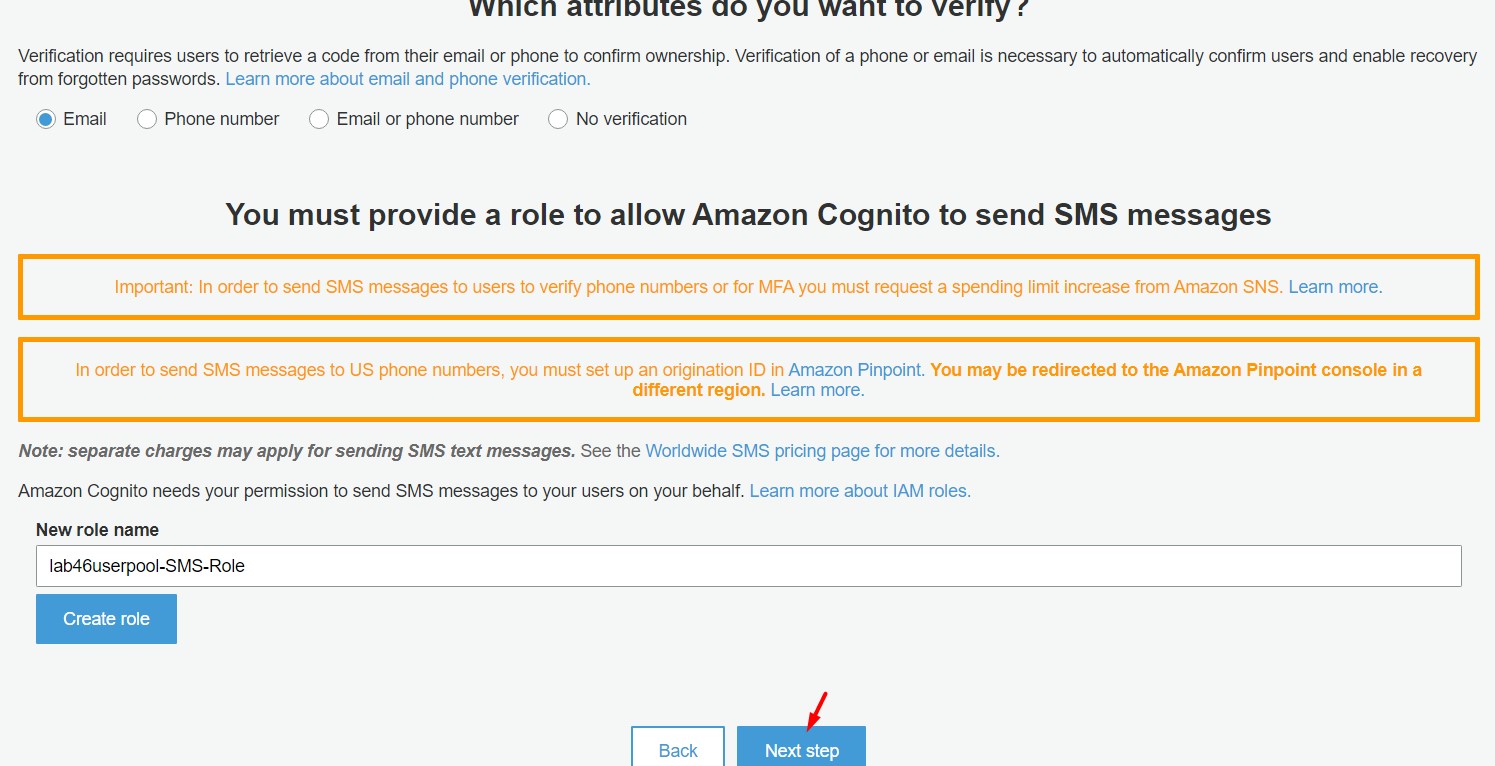 Which attributes do you want to verify?
Verification requires users to retrieve a code from their email or phone to confirm ownership. Verification of a phone or email is necessary to automatically confirm users and enable recovery
from forgotten passwords. Learn more about email and phone verification.
Email Phone number Email or phone number No verification
You must provide a role to allow Amazon Cognito to send SMS messages
Important: In order to send SMS messages to users to verify phone numbers or for MFA you must request a spending limit increase from Amazon SNS. Learn more.
In order to send SMS messages to US phone numbers, you must set up an origination ID in Amazon Pinpoint. You may be redirected to the Amazon Pinpoint console in a
different region. Learn more.
Note: separate charges may apply for sending SMS text messages. See the Worldwide SMS pricing page for more details.
Amazon Cognito needs your permission to send SMS messages to your users on your behalf. Learn more about IAM roles.
New role name
lab46userpool-SMS-Role
Create role
Back Next step